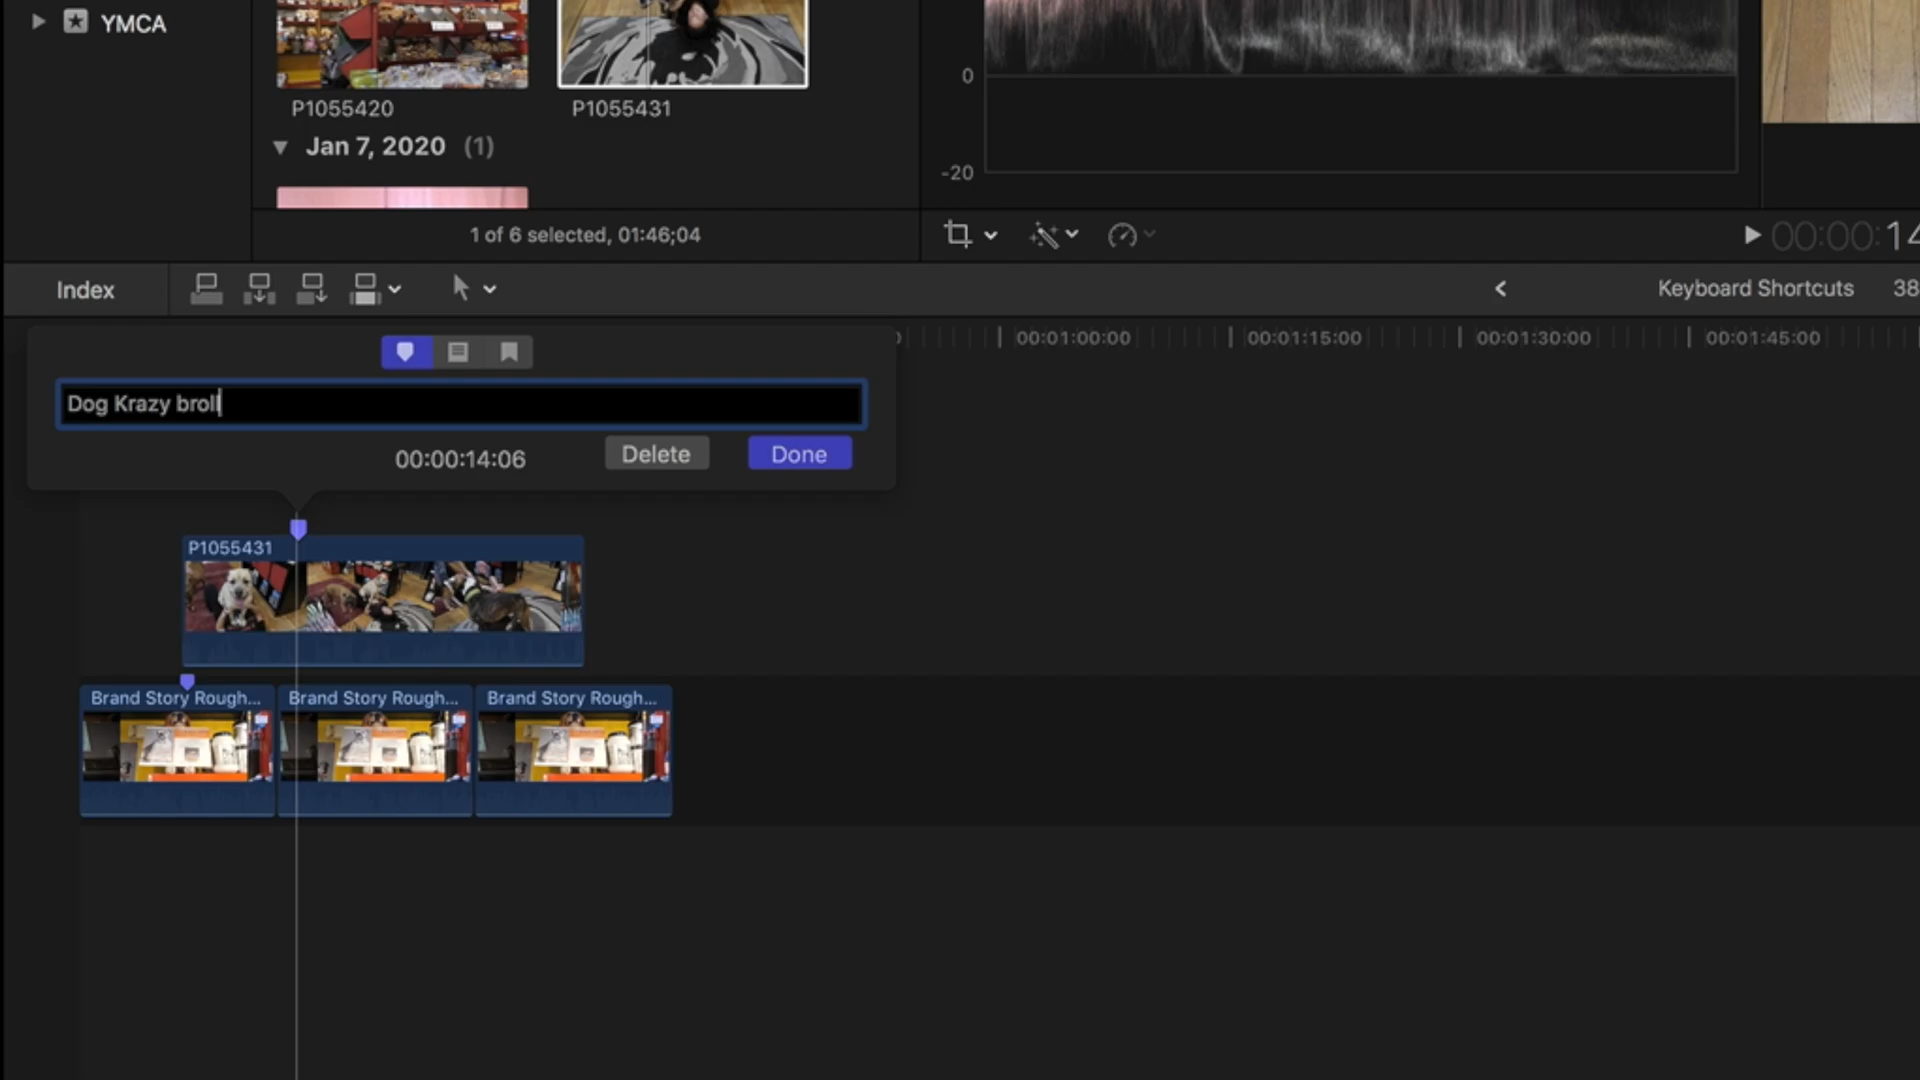 YMCA
P1055420
P1055431
Jan 7, 2020 (1)
0
-20
1 of 6 selected, 01:46;04
00:00:14
Index
Keyboard Shortcuts
38
00:01:00:00
00:01:15:00
00:01:30:00
00:01:45:00
Dog Krazy broll
00:00:14:06
Delete
Done
P1055431
Brand Story Rough...
Brand Story Rough...
Brand Story Rough...